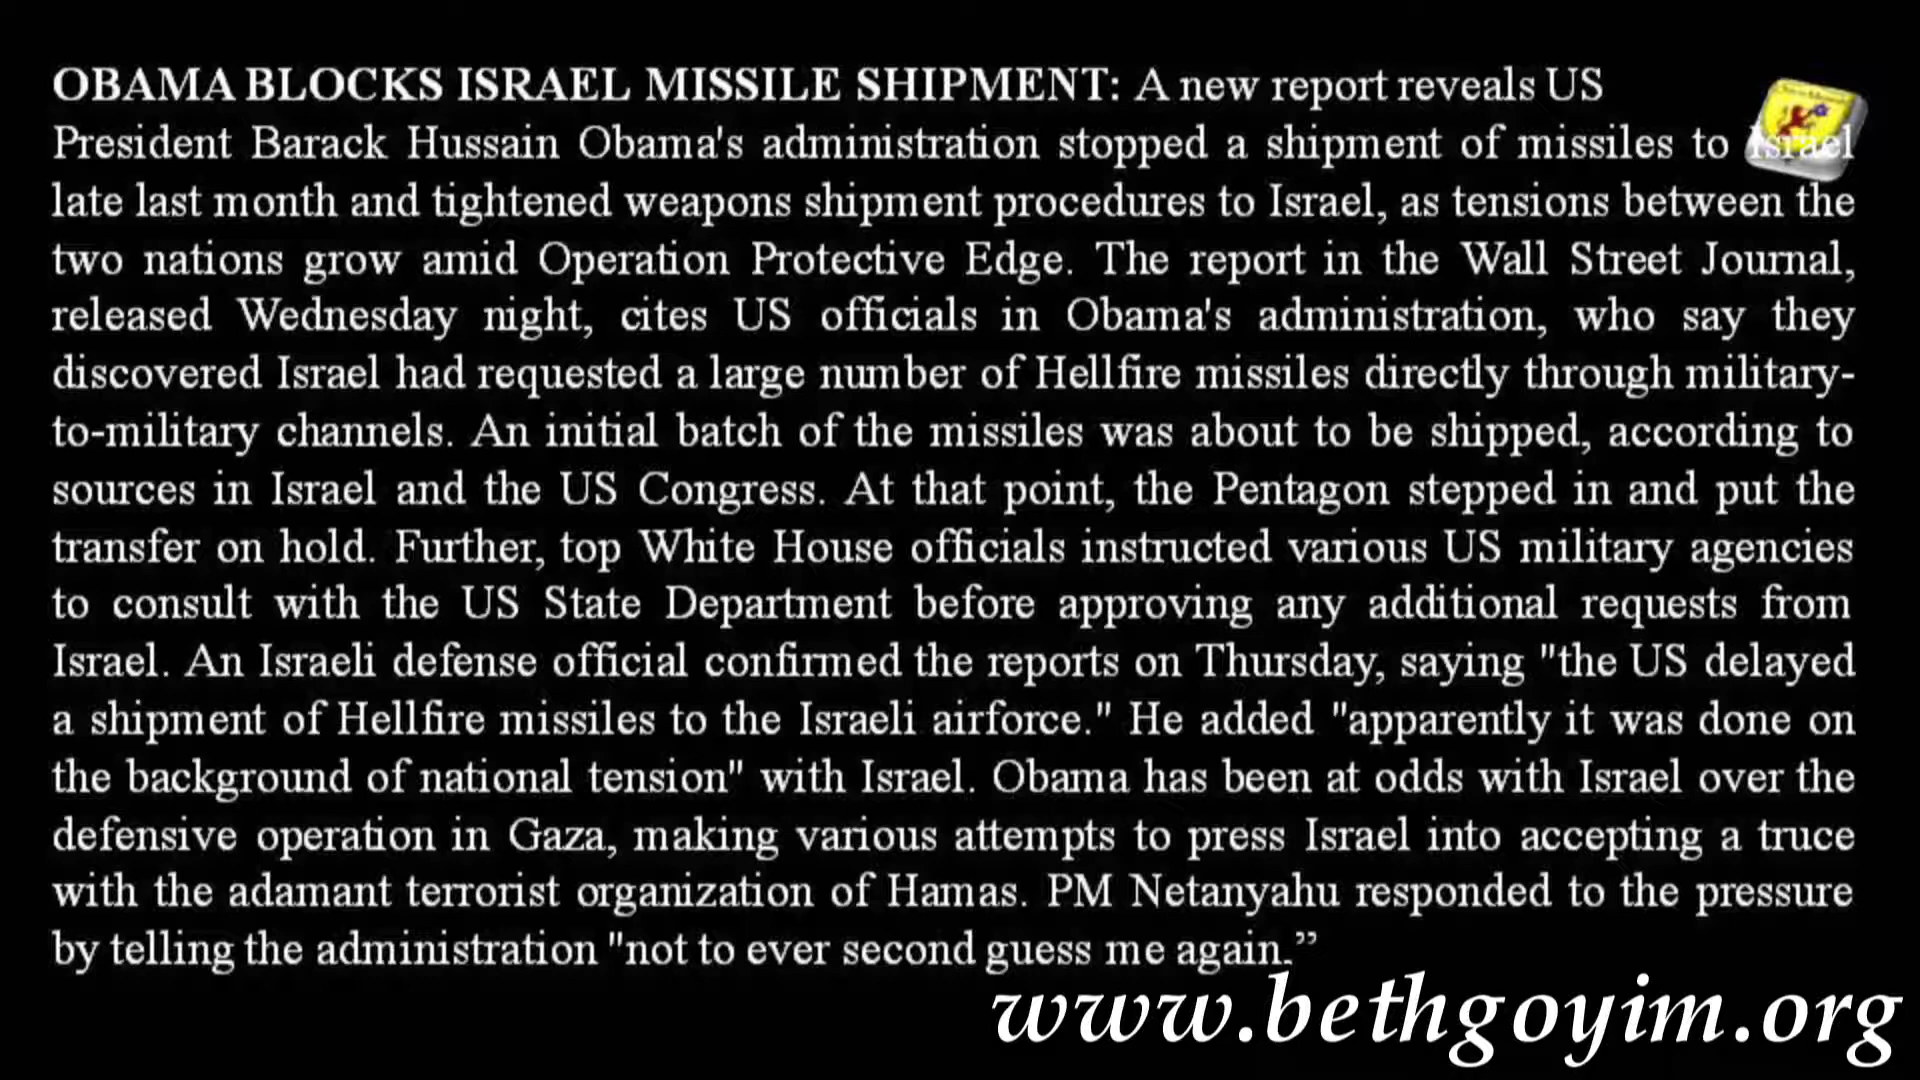 OBAMA BLOCKS ISRAEL MISSILE SHIPMENT: A new report reveals US
President Barack Hussain Obama's administration stopped a shipment of missiles to Israel
late last month and tightened weapons shipment procedures to Israel, as tensions between the
two nations grow amid Operation Protective Edge. The report in the Wall Street Journal,
released Wednesday night, cites US officials in Obama's administration, who say they
discovered Israel had requested a large number of Hellfire missiles directly through military-
to-military channels. An initial batch of the missiles was about to be shipped, according to
sources in Israel and the US Congress. At that point, the Pentagon stepped in and put the
transfer on hold. Further, top White House officials instructed various US military agencies
to consult with the US State Department before approving any additional requests from
Israel. An Israeli defense official confirmed the reports on Thursday, saying "the US delayed
a shipment of Hellfire missiles to the Israeli airforce." He added "apparently it was done on
the background of national tension" with Israel. Obama has been at odds with Israel over the
defensive operation in Gaza, making various attempts to press Israel into accepting a truce
with the adamant terrorist organization of Hamas. PM Netanyahu responded to the pressure
by telling the administration "not to ever second guess me again.”
www.bethgoyim.org